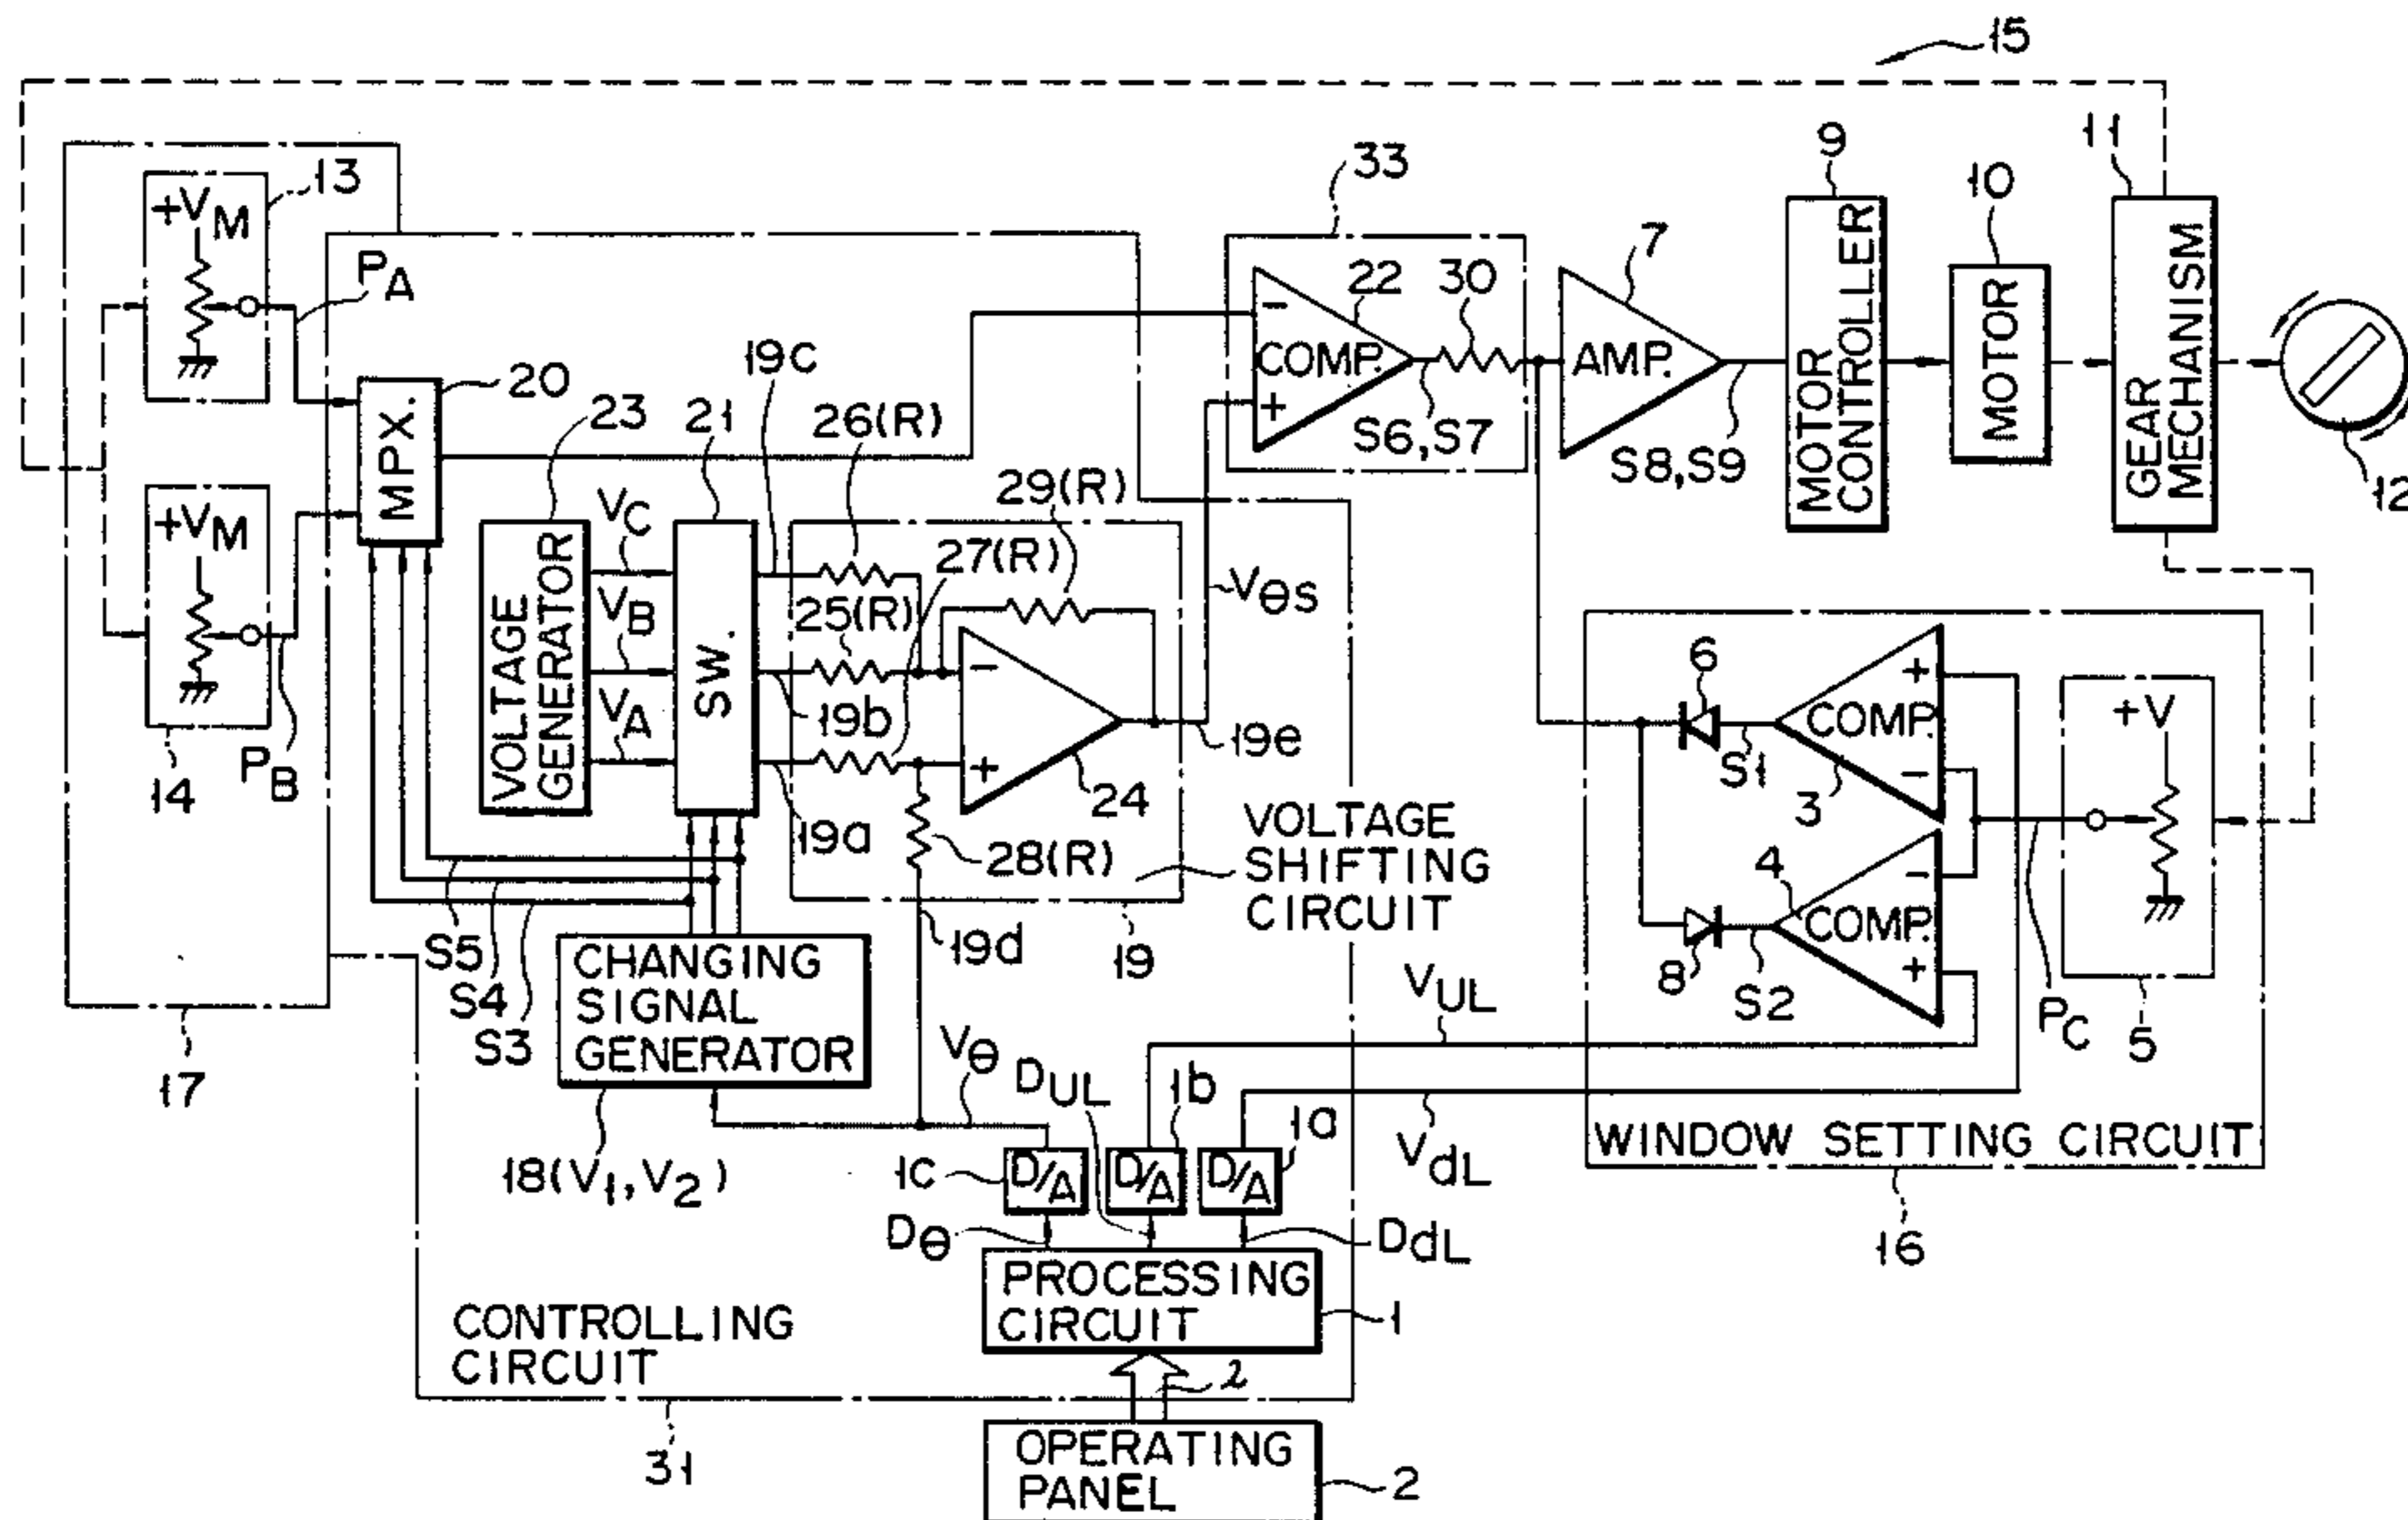 15
13
+VM
PA
33
9
10
11
7
22
30
COMP.
-
+
S6, S7
AMP.
S8, S9
MOTOR CONTROLLER
MOTOR
GEAR MECHANISM
12
20
MPX.
19c
23
21
26(R)
29(R)
27(R)
25(R)
+VM
14
PB
VOLTAGE GENERATOR
VC
VB
VA
SW.
19b
19a
-
+
24
19e
Vθs
28(R)
19d
VOLTAGE
SHIFTING
CIRCUIT
19
6
COMP.
+
-
S1
3
4
COMP.
-
+
8
S2
+V
PC
5
S5
S4
S3
17
CHANGING
SIGNAL
GENERATOR
18(V1, V2)
Vθ
DUL
1b
1a
VUL
VdL
WINDOW SETTING CIRCUIT
16
1c
D/A
D/A
D/A
Dθ
DdL
PROCESSING
CIRCUIT
1
CONTROLLING
CIRCUIT
31
2
OPERATING
PANEL
2